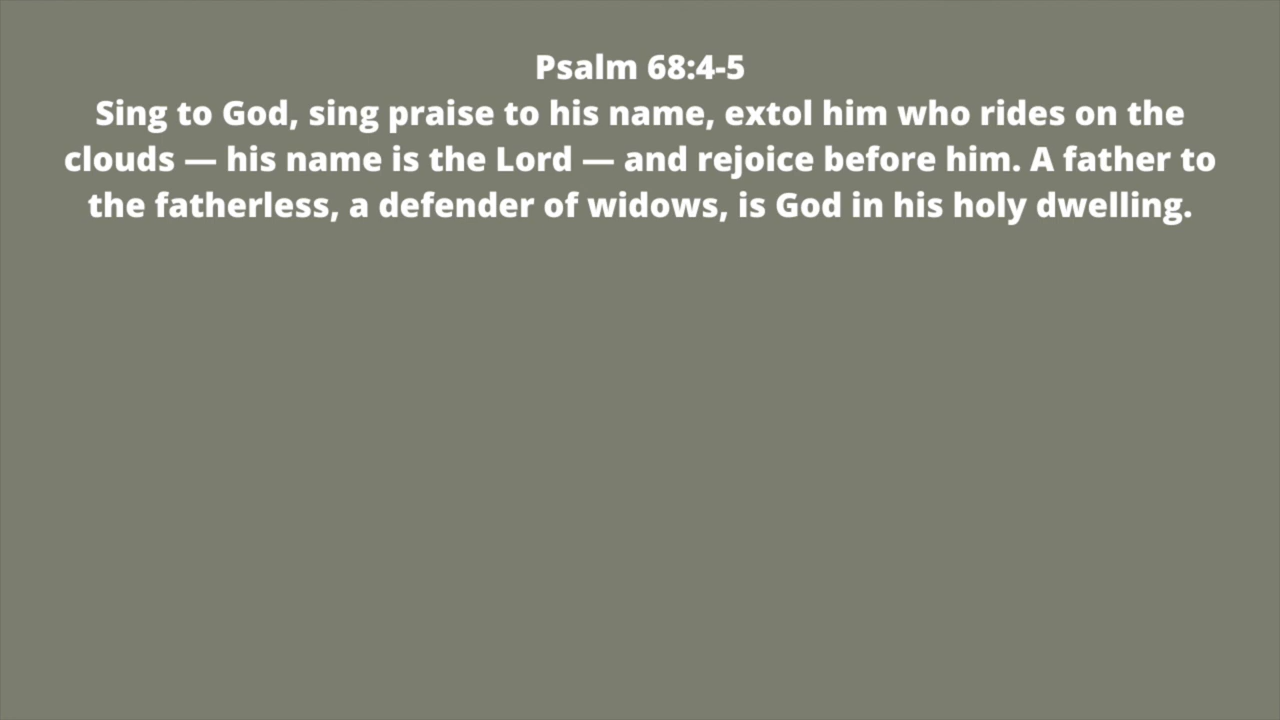 Psalm 68:4-5
Sing to God, sing praise to his name, extol him who rides on the
clouds — his name is the Lord — and rejoice before him. A father to
the fatherless, a defender of widows, is God in his holy dwelling.